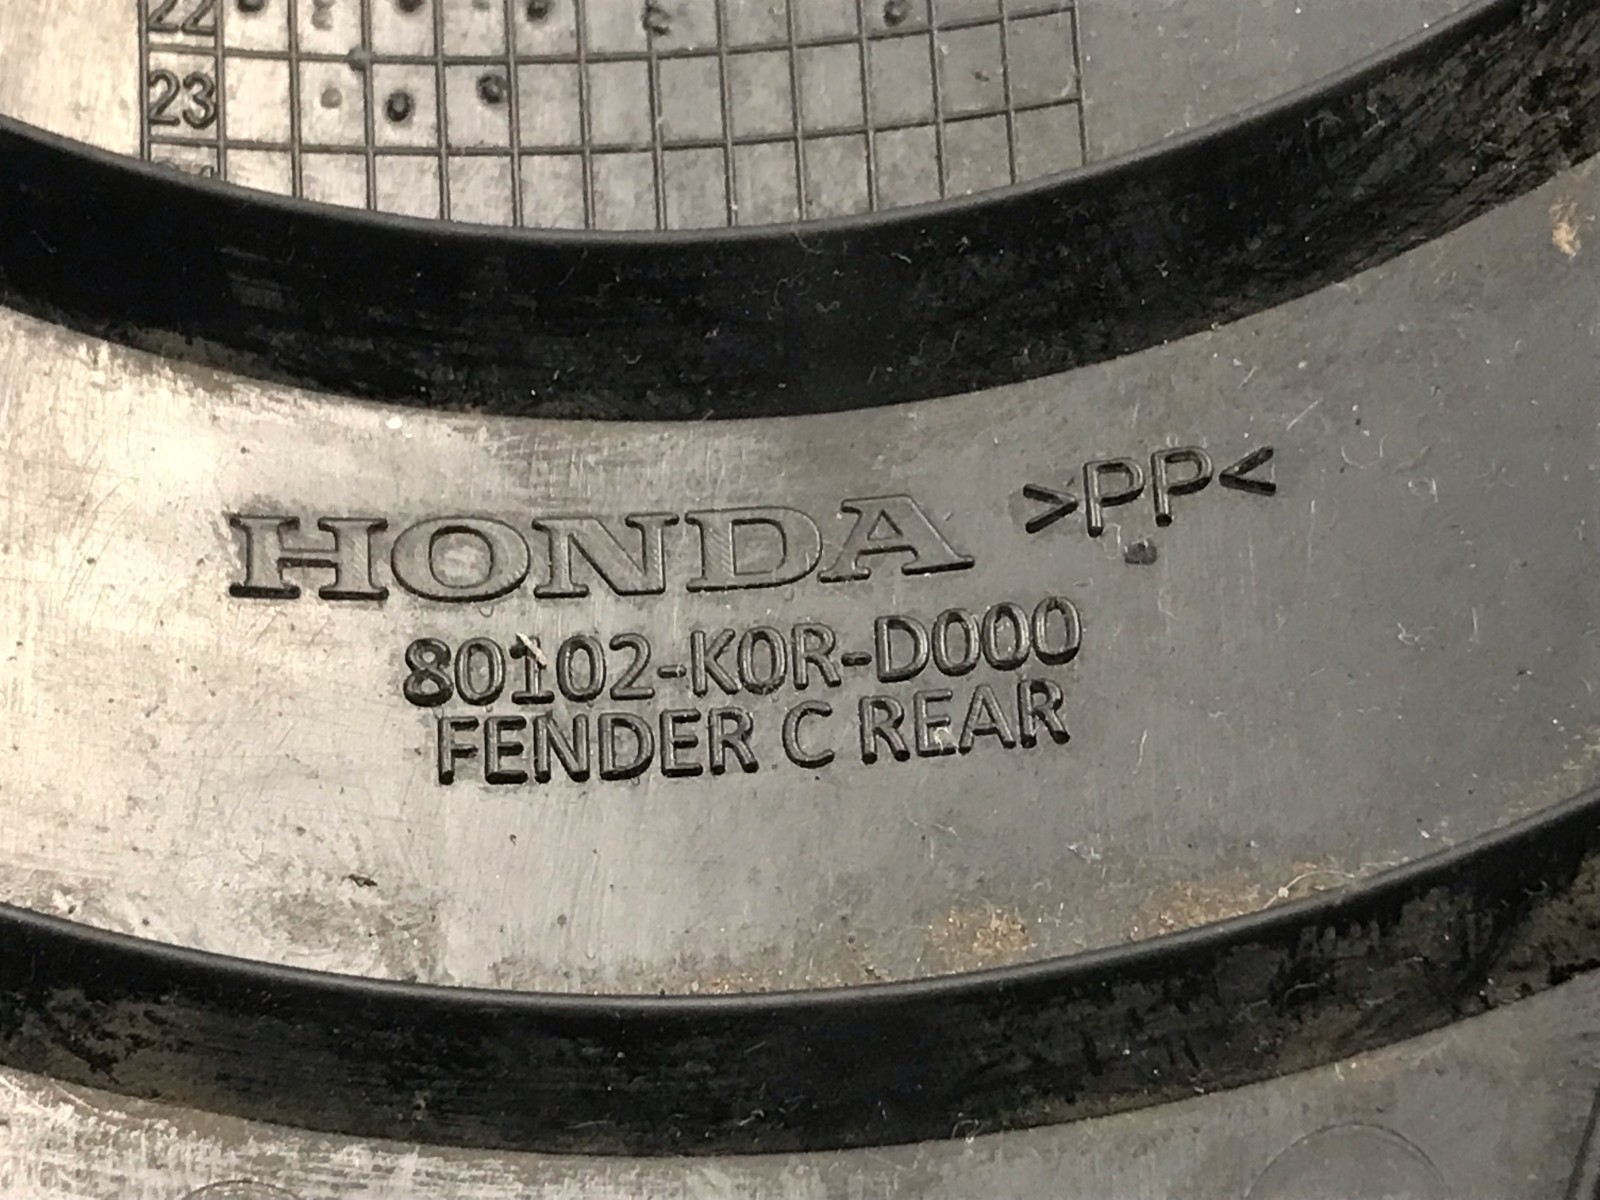 22
23
HONDA >PP<
80102-K0R-D000
FENDER C REAR